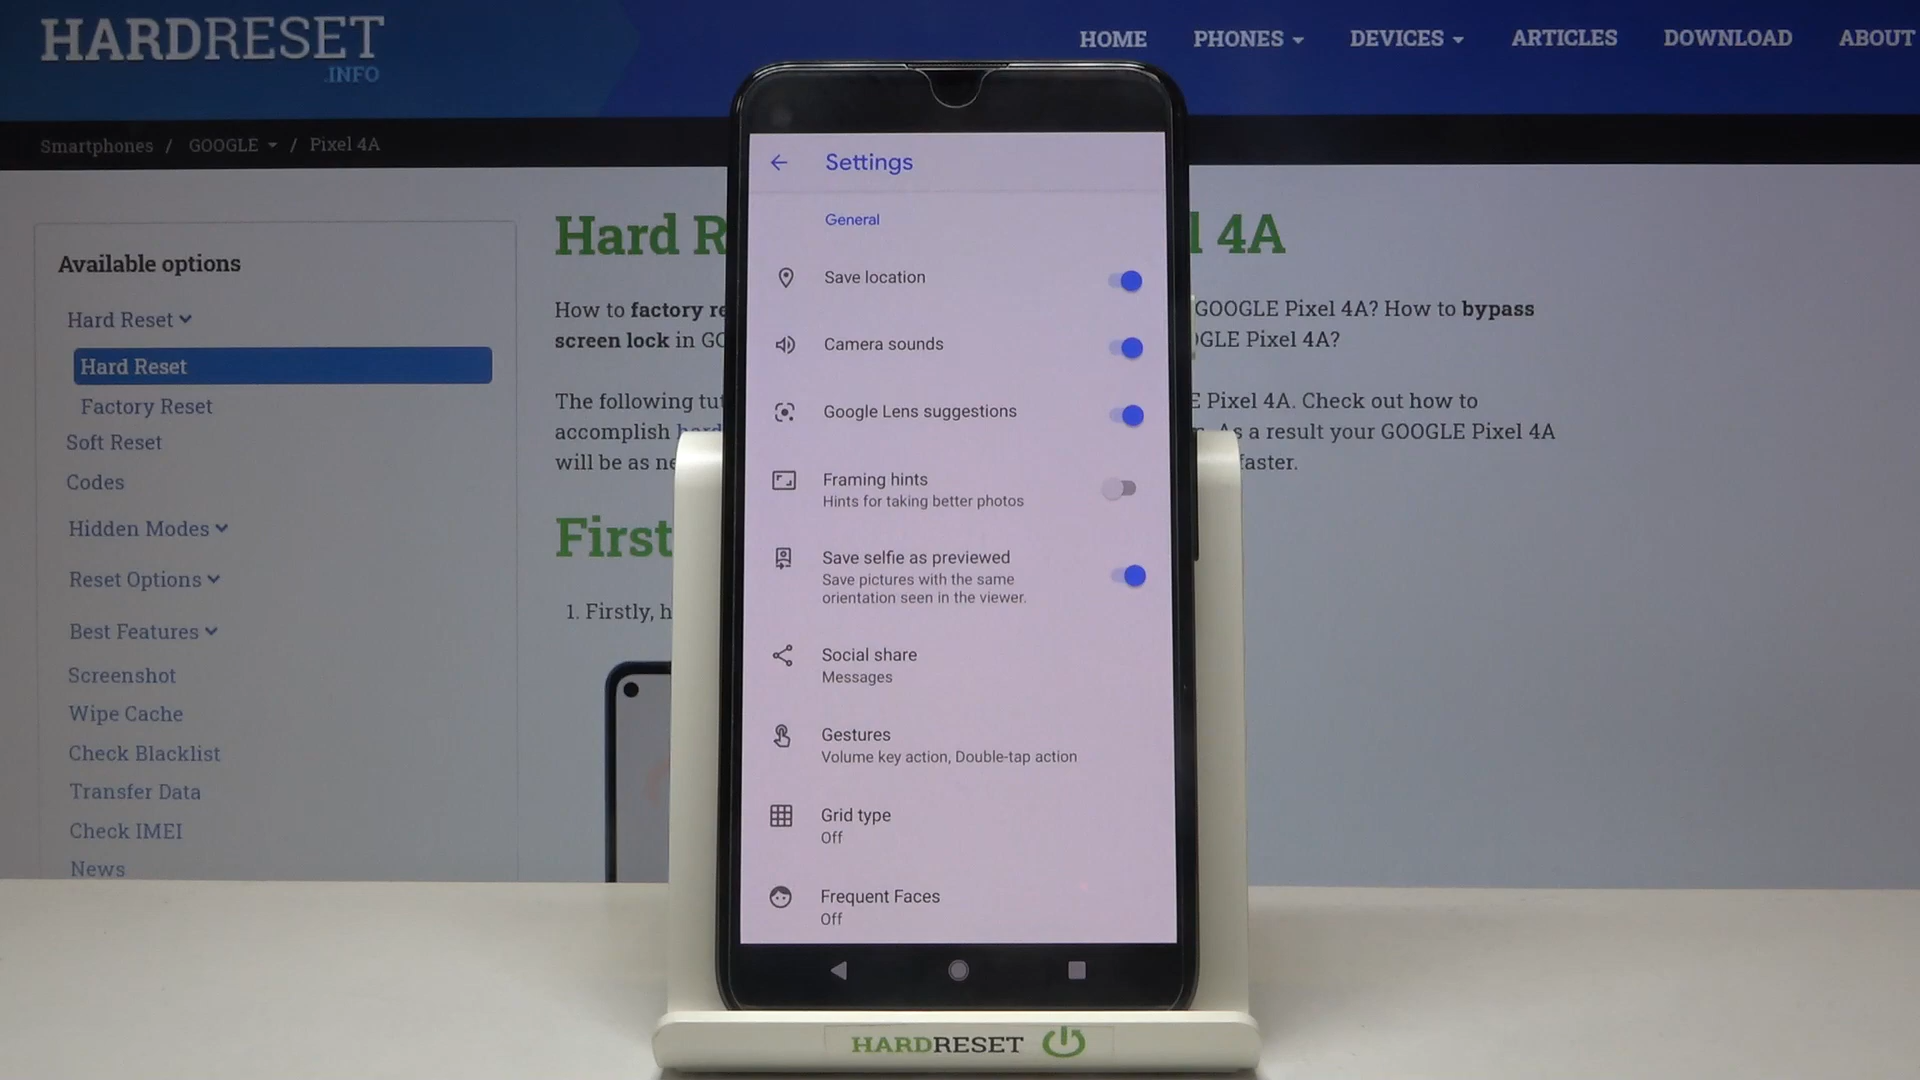 HARDRESET
.INFO
HOME PHONES DEVICES ARTICLES DOWNLOAD ABOUT
Smartphones / GOOGLE / Pixel 4A
Available options
Hard Reset
Hard Reset
Factory Reset
Soft Reset
Codes
Hidden Modes
Reset Options
Best Features
Screenshot
Wipe Cache
Check Blacklist
Transfer Data
Check IMEI
News
Hard R l 4A
How to factory re GOOGLE Pixel 4A? How to bypass
screen lock in GO GLE Pixel 4A?
The following tut E Pixel 4A. Check out how to
accomplish hard As a result your GOOGLE Pixel 4A
will be as ne faster.
First
1. Firstly, h
Settings
General
Save location
Camera sounds
Google Lens suggestions
Framing hints
Hints for taking better photos
Save selfie as previewed
Save pictures with the same
orientation seen in the viewer.
Social share
Messages
Gestures
Volume key action, Double-tap action
Grid type
Off
Frequent Faces
Off
HARDRESET